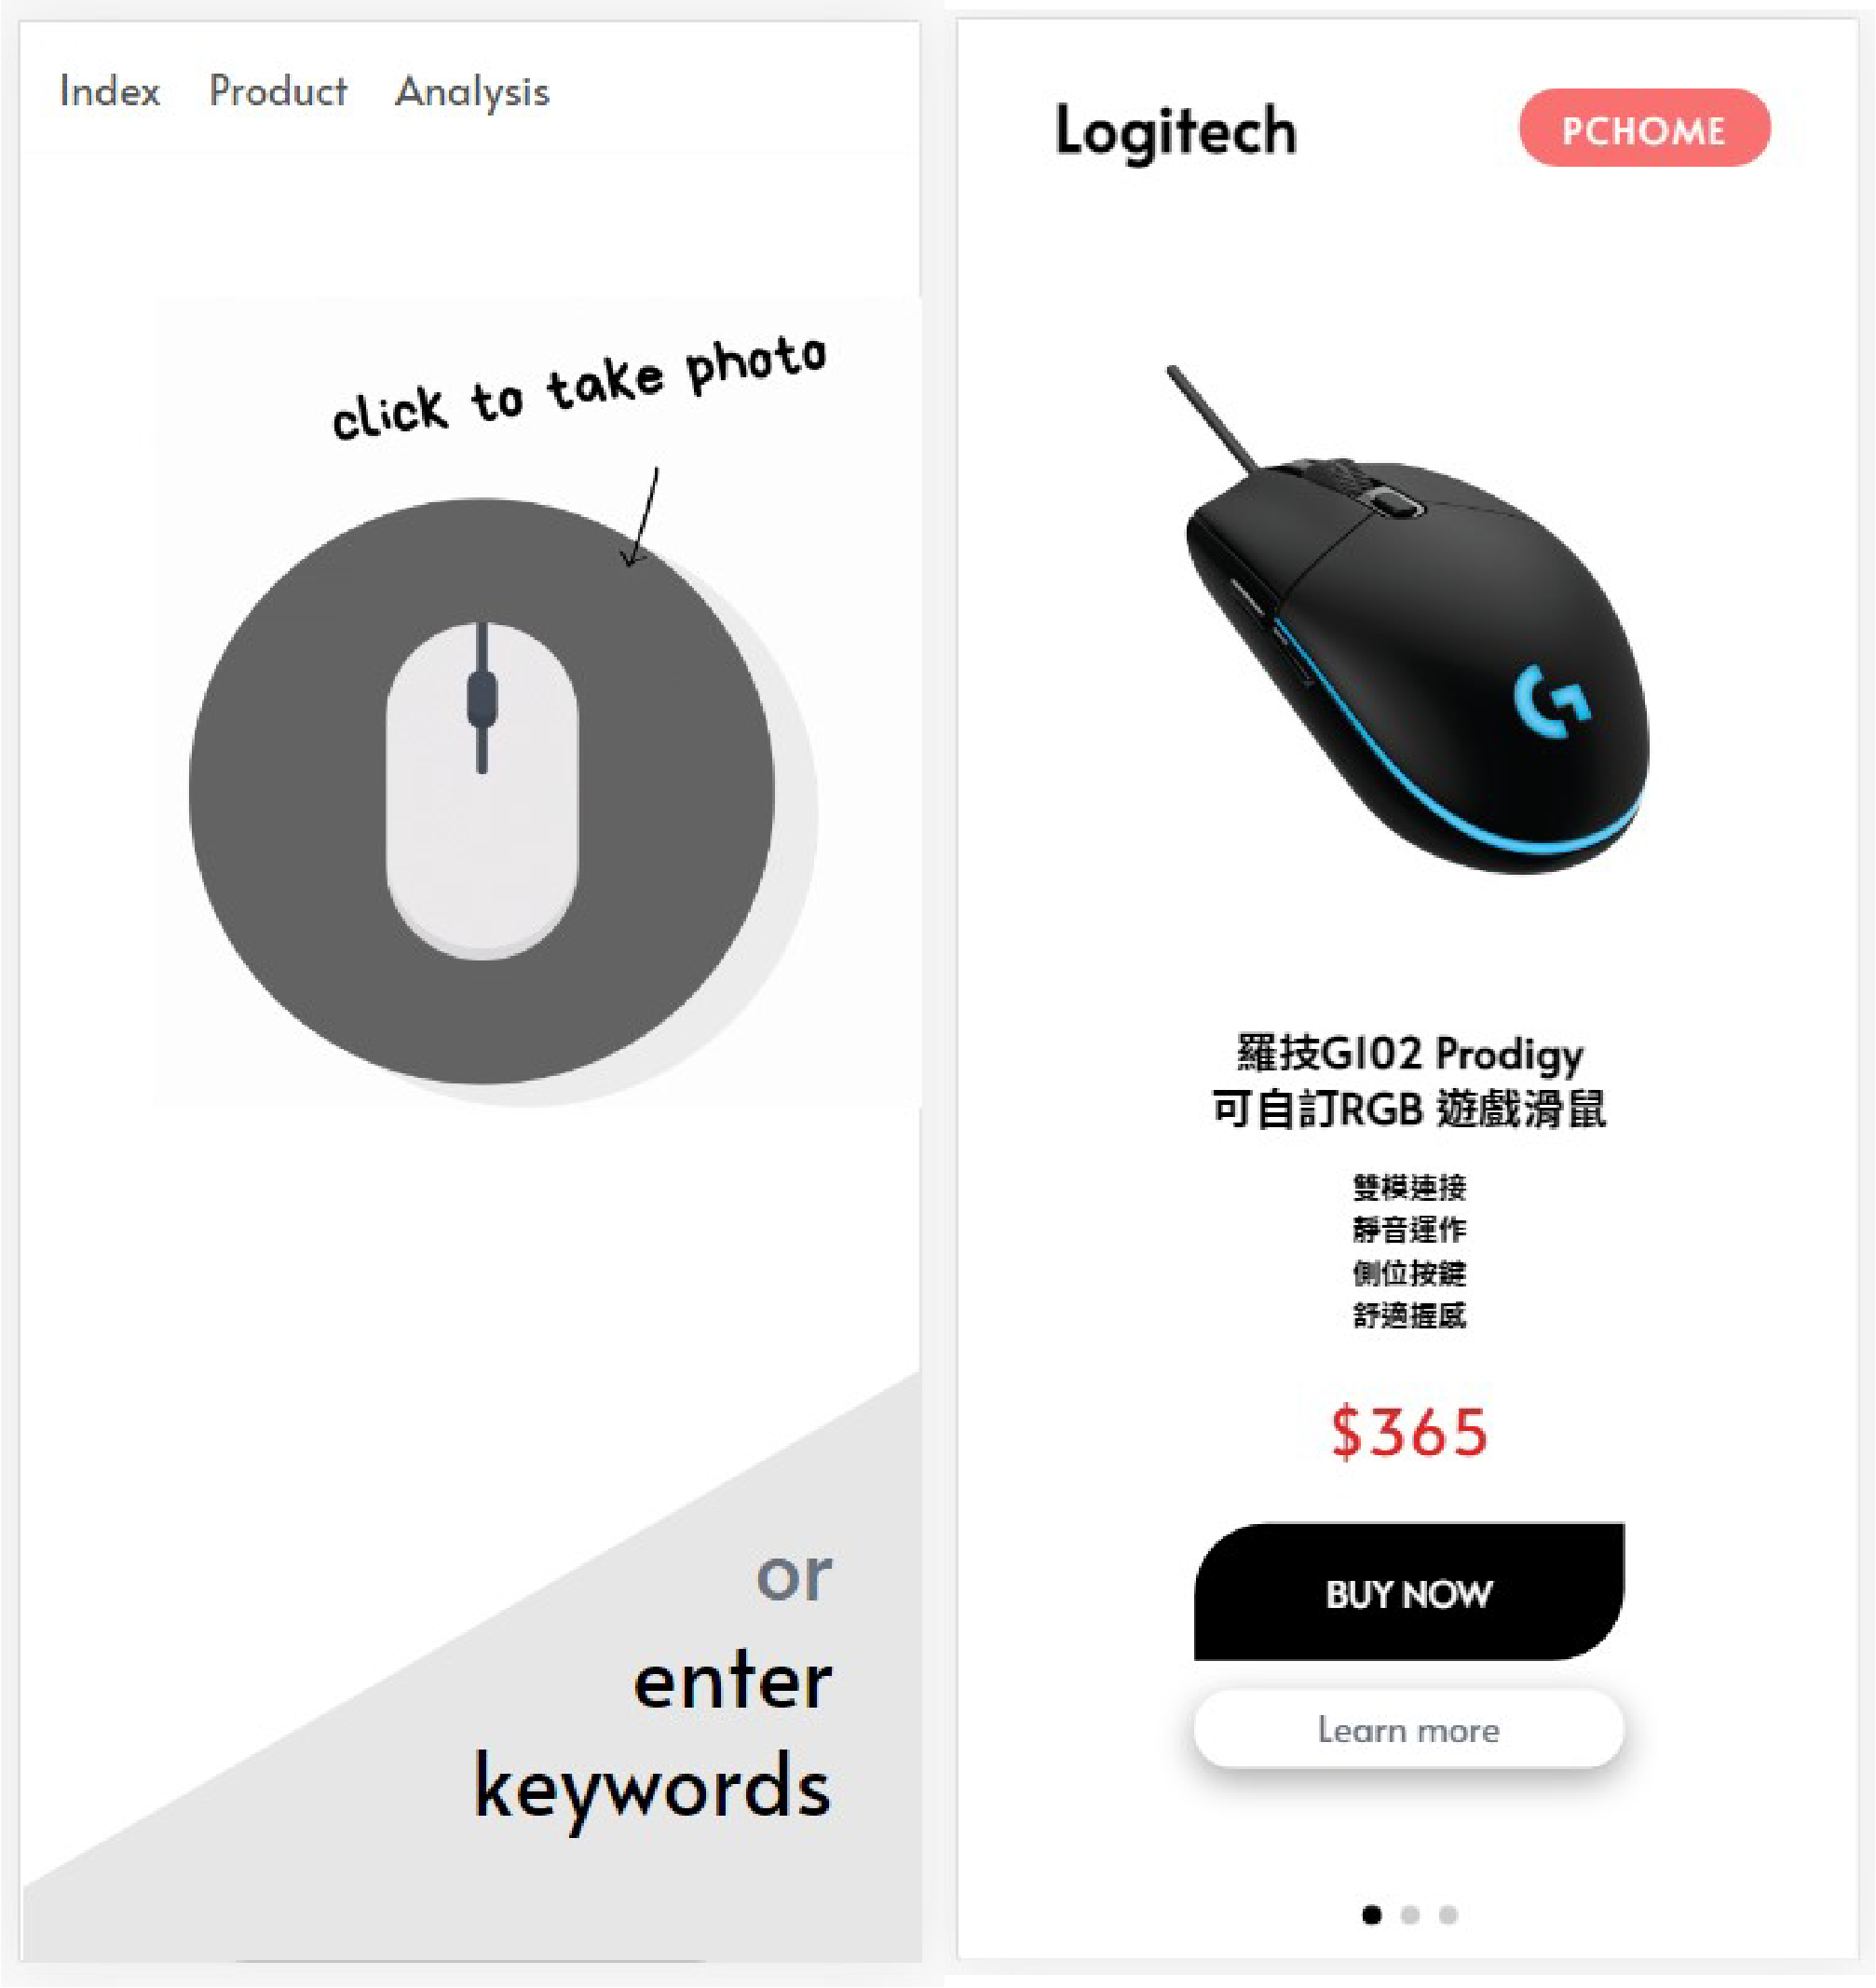 Index Product Analysis
click to take photo
or
enter
keywords
Logitech
PCHOME
羅技G102 Prodigy
可自訂RGB 遊戲滑鼠
雙模連接
靜音運作
側位按鍵
舒適握感
$365
BUY NOW
Learn more